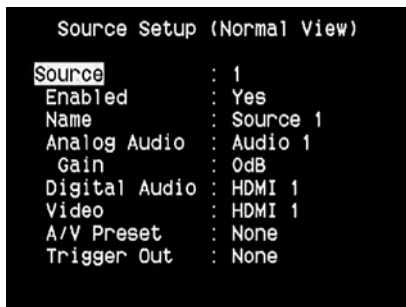 Source Setup (Normal View)
Source : 1
Enabled : Yes
Name : Source 1
Analog Audio : Audio 1
Gain : 0dB
Digital Audio : HDMI 1
Video : HDMI 1
A/V Preset : None
Trigger Out : None